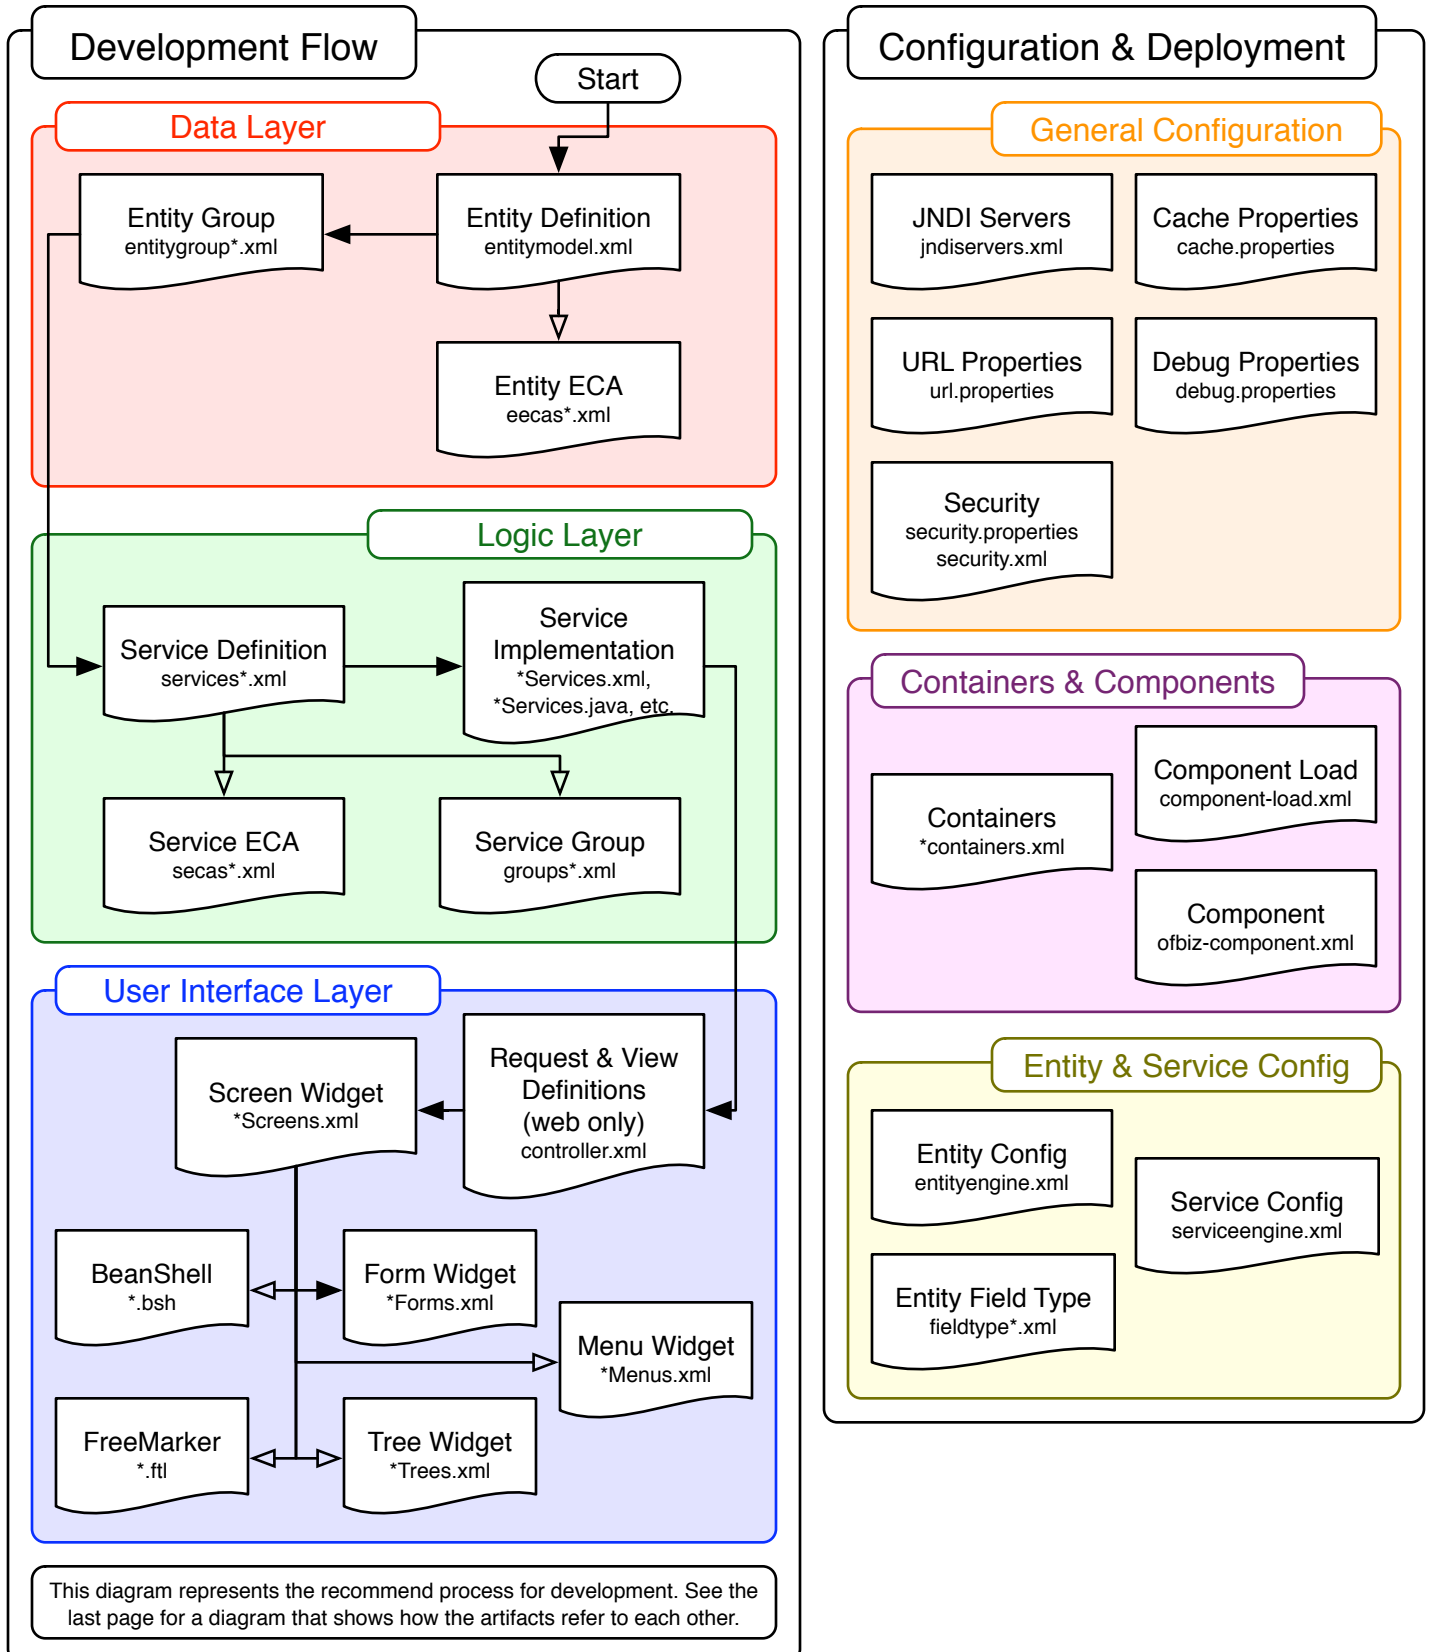 Development Flow
Start
Data Layer
Entity Group
entitygroup*.xml
Entity Definition
entitymodel.xml
Entity ECA
eecas*.xml
Logic Layer
Service Definition
services*.xml
Service
Implementation
*Services.xml,
*Services.java, etc.
Service ECA
secas*.xml
Service Group
groups*.xml
User Interface Layer
Screen Widget
*Screens.xml
Request & View
Definitions
(web only)
controller.xml
BeanShell
*.bsh
Form Widget
*Forms.xml
Menu Widget
*Menus.xml
FreeMarker
*.ftl
Tree Widget
*Trees.xml
This diagram represents the recommend process for development. See the
last page for a diagram that shows how the artifacts refer to each other.
Configuration & Deployment
General Configuration
JNDI Servers
jndiservers.xml
Cache Properties
cache.properties
URL Properties
url.properties
Debug Properties
debug.properties
Security
security.properties
security.xml
Containers & Components
Containers
*containers.xml
Component Load
component-load.xml
Component
ofbiz-component.xml
Entity & Service Config
Entity Config
entityengine.xml
Service Config
serviceengine.xml
Entity Field Type
fieldtype*.xml